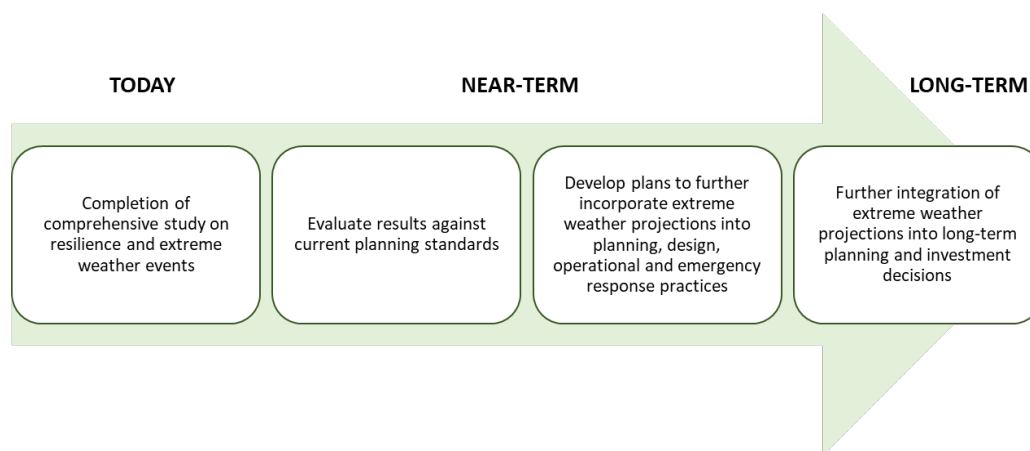 TODAY
NEAR-TERM
LONG-TERM
Completion of
comprehensive study on
resilience and extreme
weather events
Evaluate results against
current planning standards
Develop plans to further
incorporate extreme
weather projections into
planning, design,
operational and emergency
response practices
Further integration of
extreme weather
projections into long-term
planning and investment
decisions